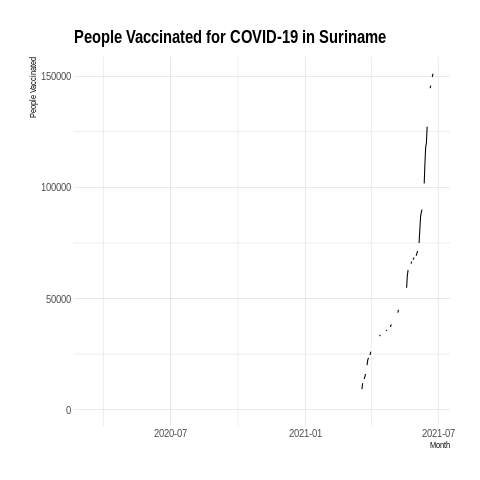 People Vaccinated for COVID-19 in Suriname
People Vaccinated
150000
100000
50000
0
2020-07
2021-01
2021-07
Month